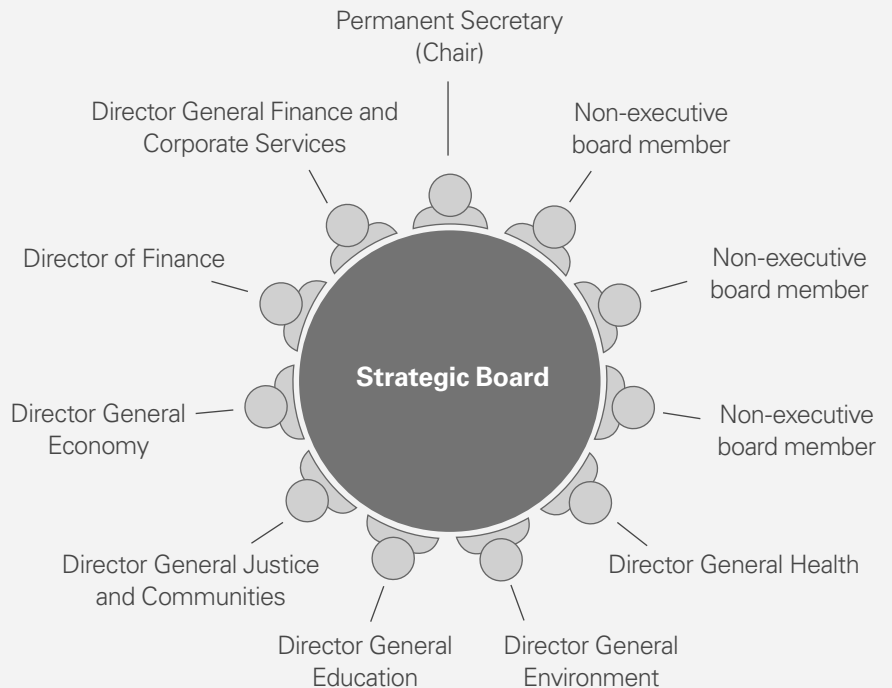 Permanent Secretary
(Chair)
Director General Finance and
Corporate Services
Non-executive
board member
Director of Finance
Non-executive
board member
Strategic Board
Director General
Economy
Non-executive
board member
Director General Justice
and Communities
Director General Health
Director General
Education
Director General
Environment